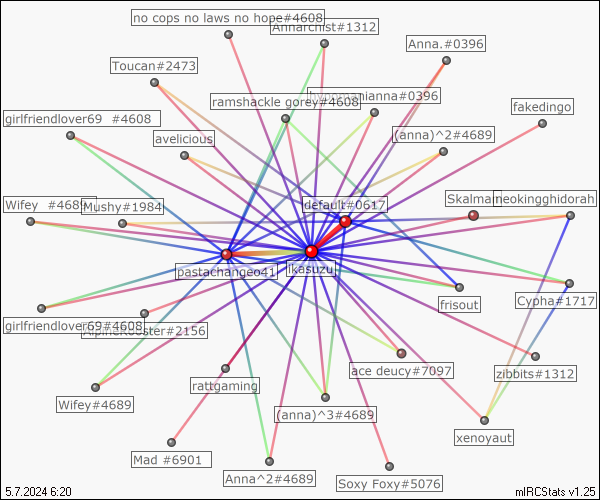 no cops no laws no hope#4608
Annarchist#1312
Anna.#0396
Toucan#2473
ramshackle gorey#4608
anna#0396
fakedingo
girlfriendlover69 #4608
avelicious
(anna)^2#4689
Wifey #4689
Mushy#1984
default#0617
Skalman
neokingghidorah
pastachangeo41
ikasuzu
frisout
Cypha#1717
girlfriendlover69#4608
AlpineRooster#2156
ace deucy#7097
zibbits#1312
rattgaming
Wifey#4689
(anna)^3#4689
xenoyaut
Mad #6901
Anna^2#4689
Soxy Foxy#5076
5.7.2024 6:20
mIRCStats v1.25